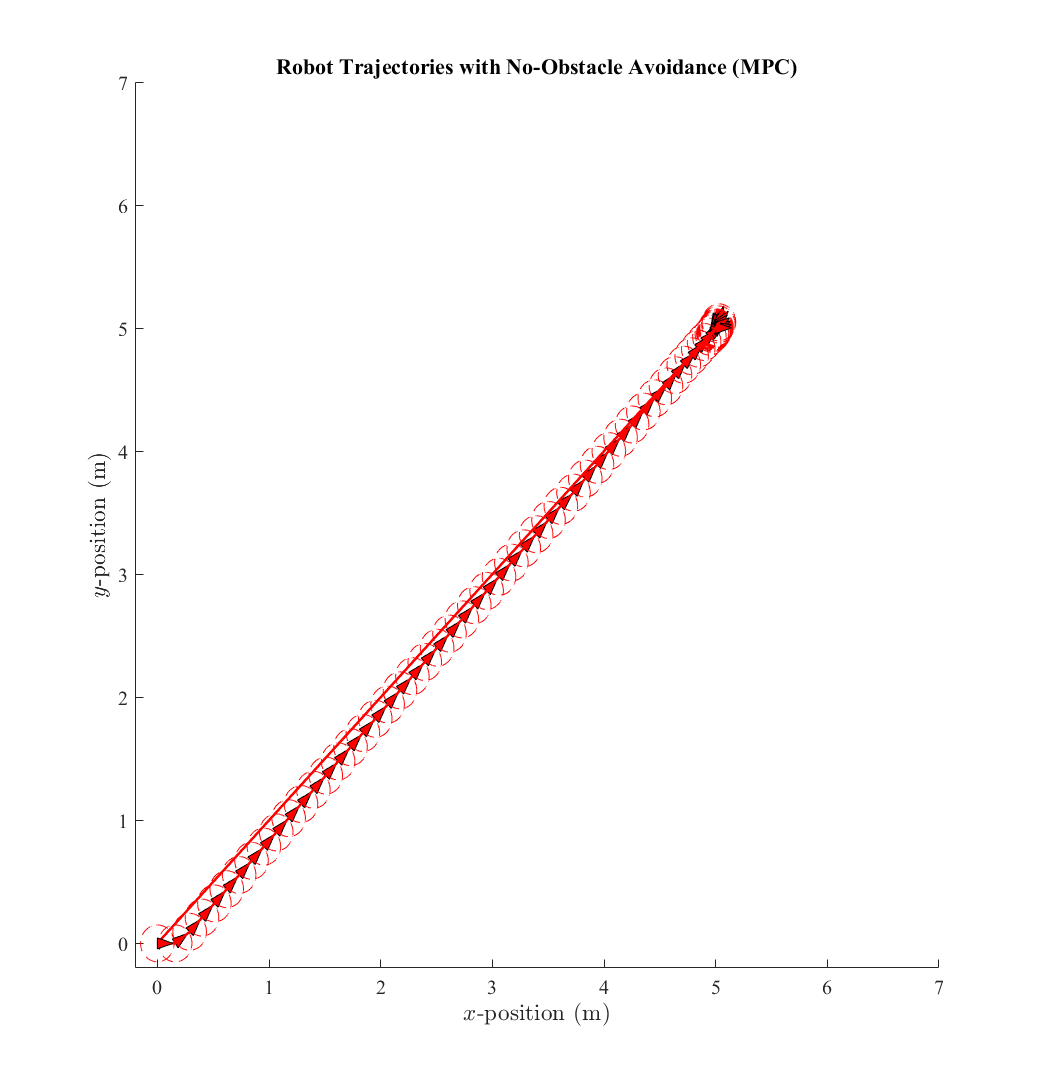 Robot Trajectories with No-Obstacle Avoidance (MPC)
7
6
5
4
3
2
1
0
y-position (m)
0 1 2 3 4 5 6 7
x-position (m)